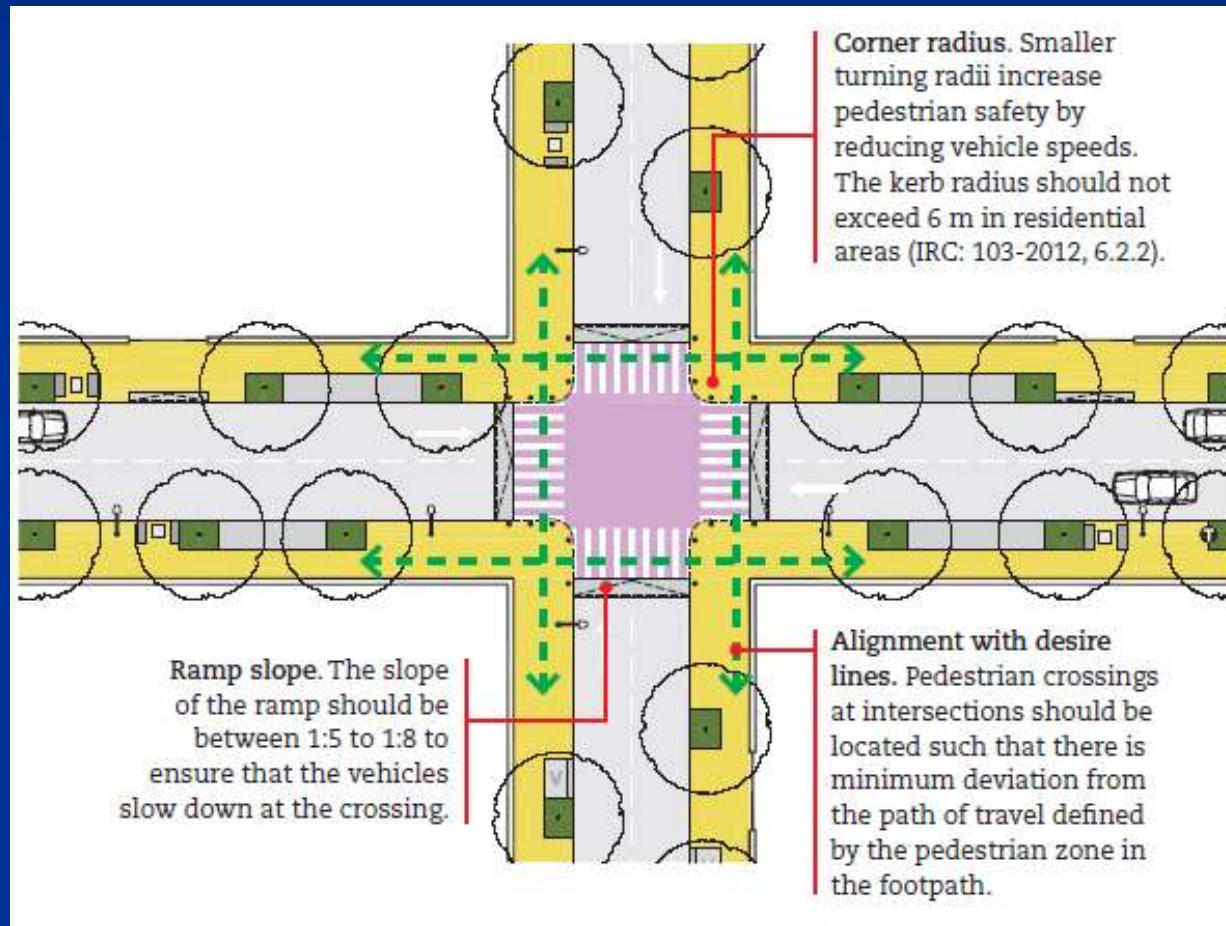 Corner radius. Smaller
turning radii increase
pedestrian safety by
reducing vehicle speeds.
The kerb radius should not
exceed 6 m in residential
areas (IRC: 103-2012, 6.2.2).
Ramp slope. The slope
of the ramp should be
between 1:5 to 1:8 to
ensure that the vehicles
slow down at the crossing.
Alignment with desire
lines. Pedestrian crossings
at intersections should be
located such that there is
minimum deviation from
the path of travel defined
by the pedestrian zone in
the footpath.
V